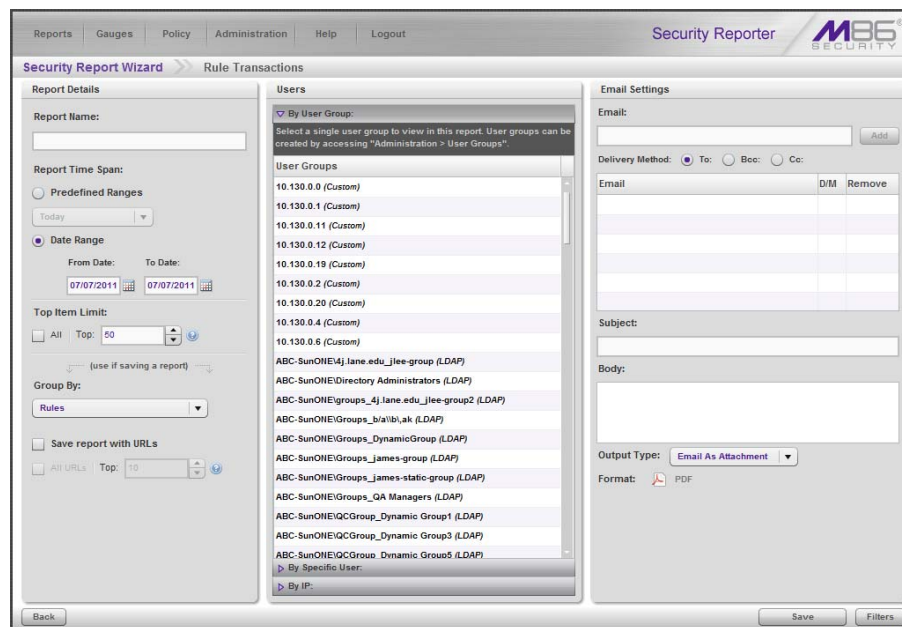 Reports Gauges Policy Administration Help Logout
Security Reporter
M86®
SECURITY
Security Report Wizard Rule Transactions
Report Details
Report Name:
Report Time Span:
Predefined Ranges
Today
Date Range
From Date: To Date:
07/07/2011 07/07/2011
Top Item Limit:
All Top: 50
(use if saving a report)
Group By:
Rules
Save report with URLs
All URLs Top: 10
Users
By User Group:
Select a single user group to view in this report. User groups can be
created by accessing "Administration > User Groups".
User Groups
10.130.0.0 (Custom)
10.130.0.1 (Custom)
10.130.0.11 (Custom)
10.130.0.12 (Custom)
10.130.0.19 (Custom)
10.130.0.2 (Custom)
10.130.0.20 (Custom)
10.130.0.4 (Custom)
10.130.0.6 (Custom)
ABC-SunONE\4j.lane.edu_jlee-group (LDAP)
ABC-SunONE\Directory Administrators (LDAP)
ABC-SunONE\groups_4j.lane.edu_jlee-group2 (LDAP)
ABC-SunONE\Groups_b/a\\b\,ak (LDAP)
ABC-SunONE\Groups_DynamicGroup (LDAP)
ABC-SunONE\Groups_james-group (LDAP)
ABC-SunONE\Groups_james-static-group (LDAP)
ABC-SunONE\Groups_QA Managers (LDAP)
ABC-SunONE\QCGroup_Dynamic Group1 (LDAP)
ABC-SunONE\QCGroup_Dynamic Group3 (LDAP)
ABC-SunONE\QCGroup_Dynamic Group5 (LDAP)
By Specific User:
By IP:
Email Settings
Email:
Add
Delivery Method: To: Bcc: Cc:
Email D/M Remove
Subject:
Body:
Output Type: Email As Attachment
Format: PDF
Back Save Filters